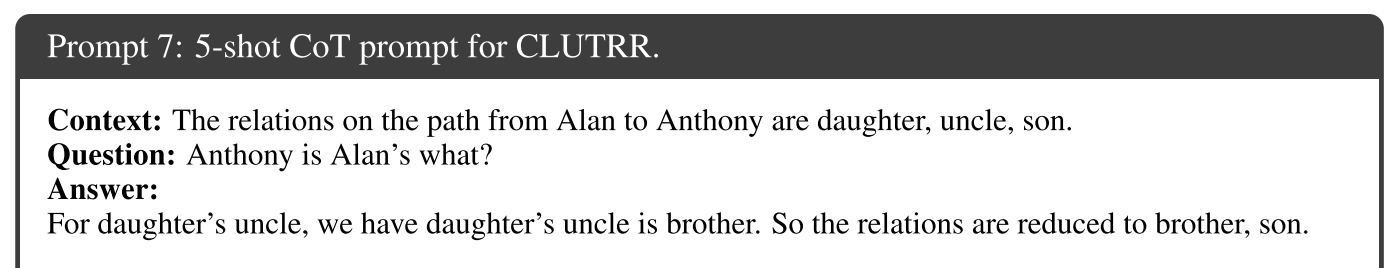 Prompt 7: 5-shot CoT prompt for CLUTRR.
Context: The relations on the path from Alan to Anthony are daughter, uncle, son.
Question: Anthony is Alan's what?
Answer:
For daughter's uncle, we have daughter's uncle is brother. So the relations are reduced to brother, son.